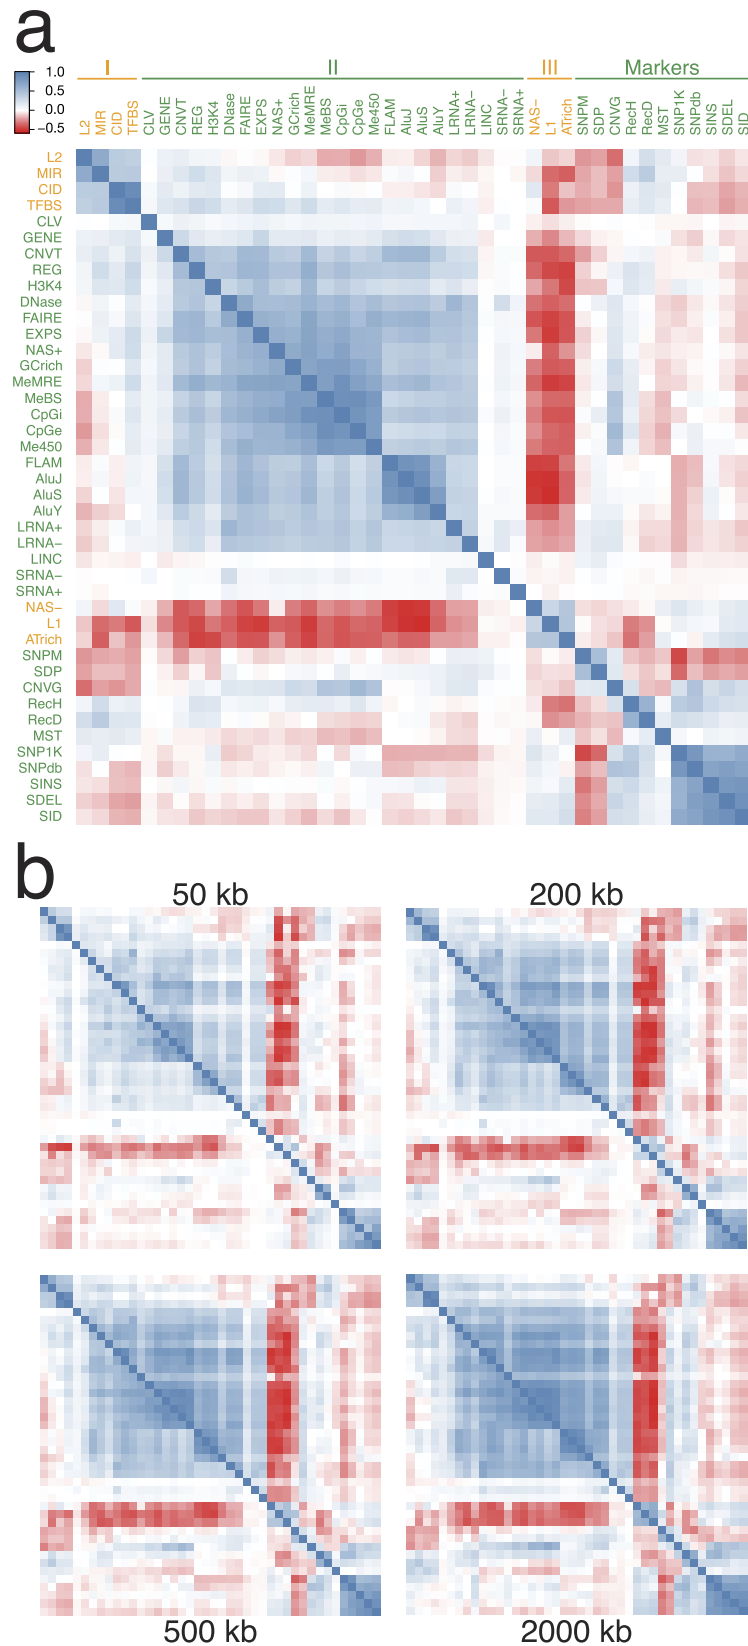 a
I II III Markers
1.0
0.5
0.0
−0.5
L2 MIR CID TFBS CLV GENE CNVT REG H3K4 DNase FAIRE EXPS NAS+ GCrich MeMRE MeBS CpGi CpGe Me450 FLAM AluJ AluS AluY LRNA+ LRNA− LINC SRNA− SRNA+ NAS− L1 ATrich SNPM SDP CNVG RecH RecD MST SNP1K SNPdb SINS SDEL SID
L2
MIR
CID
TFBS
CLV
GENE
CNVT
REG
H3K4
DNase
FAIRE
EXPS
NAS+
GCrich
MeMRE
MeBS
CpGi
CpGe
Me450
FLAM
AluJ
AluS
AluY
LRNA+
LRNA−
LINC
SRNA−
SRNA+
NAS−
L1
ATrich
SNPM
SDP
CNVG
RecH
RecD
MST
SNP1K
SNPdb
SINS
SDEL
SID
b
50 kb 200 kb
500 kb 2000 kb